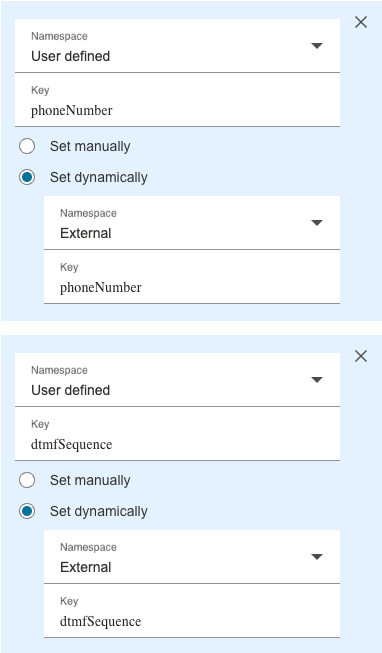 Namespace
User defined
Key
phoneNumber
Set manually
Set dynamically
Namespace
External
Key
phoneNumber
Namespace
User defined
Key
dtmfSequence
Set manually
Set dynamically
Namespace
External
Key
dtmfSequence